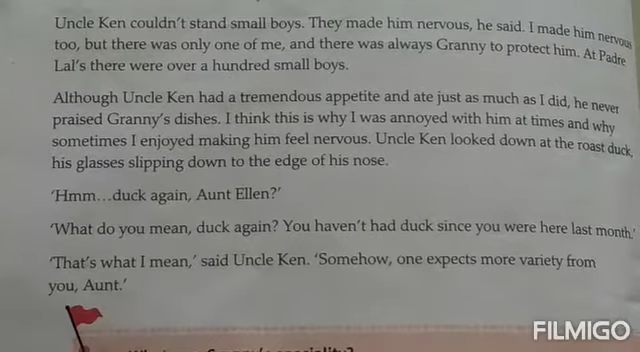 Uncle Ken couldn't stand small boys. They made him nervous, he said. I made him nervous
too, but there was only one of me, and there was always Granny to protect him. At Padre
Lal's there were over a hundred small boys.
Although Uncle Ken had a tremendous appetite and ate just as much as I did, he never
praised Granny's dishes. I think this is why I was annoyed with him at times and why
sometimes I enjoyed making him feel nervous. Uncle Ken looked down at the roast duck,
his glasses slipping down to the edge of his nose.
'Hmm...duck again, Aunt Ellen?'
'What do you mean, duck again? You haven't had duck since you were here last month.'
'That's what I mean,' said Uncle Ken. 'Somehow, one expects more variety from
you, Aunt.'
speciality?
FILMIGO